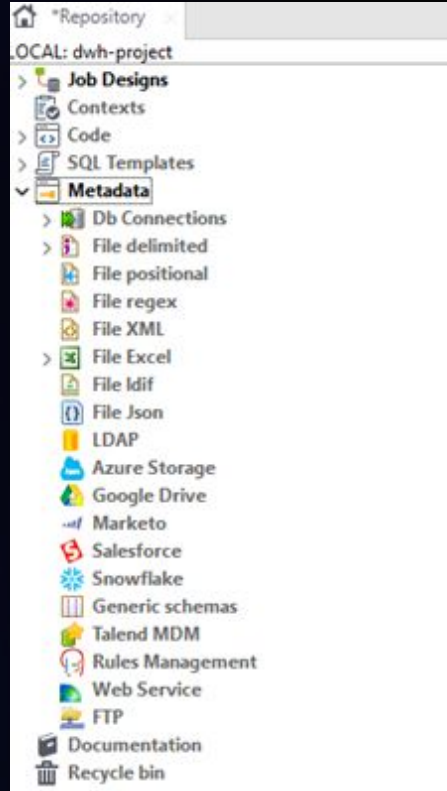 *Repository
LOCAL: dwh-project
Job Designs
Contexts
Code
SQL Templates
Metadata
Db Connections
File delimited
File positional
File regex
File XML
File Excel
File ldif
File Json
LDAP
Azure Storage
Google Drive
Marketo
Salesforce
Snowflake
Generic schemas
Talend MDM
Rules Management
Web Service
FTP
Documentation
Recycle bin